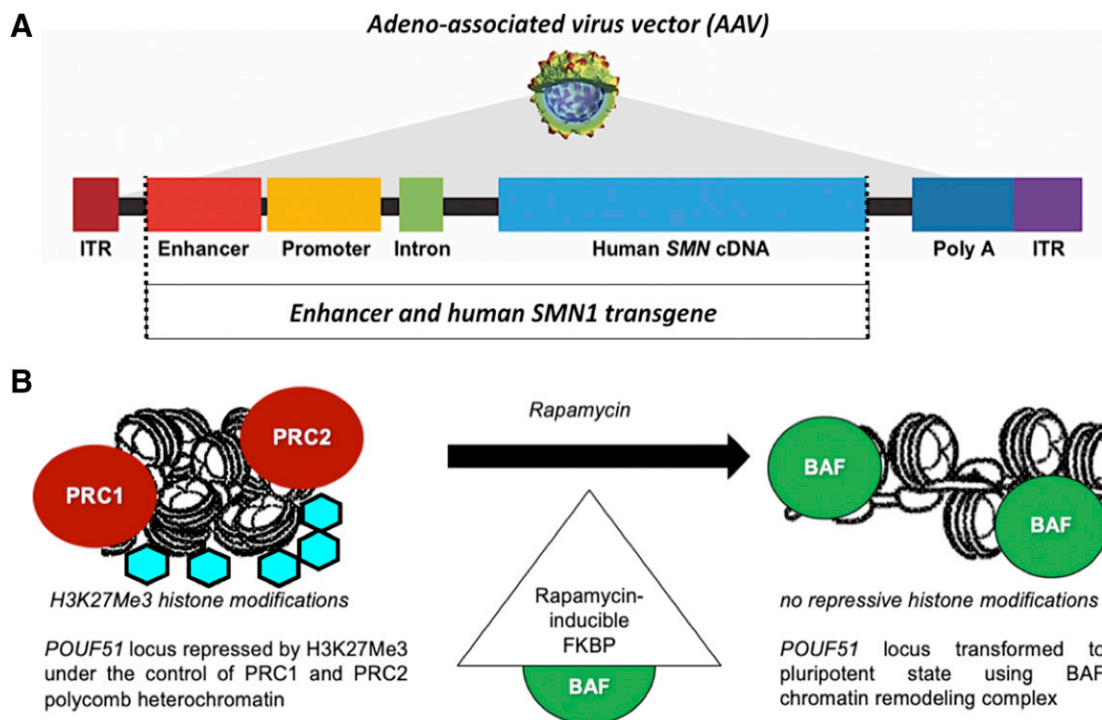 A
Adeno-associated virus vector (AAV)
ITR
Enhancer
Promoter
Intron
Human SMN cDNA
Poly A
ITR
Enhancer and human SMN1 transgene
B
PRC1
PRC2
H3K27Me3 histone modifications
POUF51 locus repressed by H3K27Me3
under the control of PRC1 and PRC2
polycomb heterochromatin
Rapamycin
Rapamycin-
inducible
FKBP
BAF
BAF
BAF
no repressive histone modifications
POUF51 locus transformed to
pluripotent state using BAF
chromatin remodeling complex